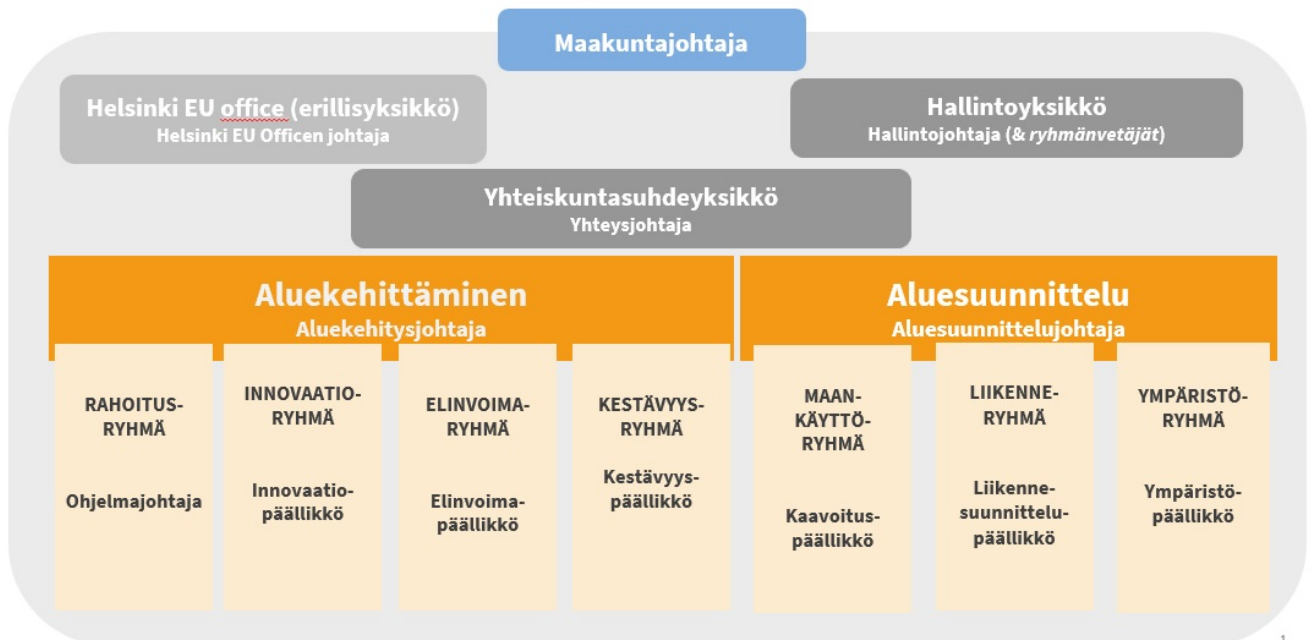 Maakuntajohtaja
Helsinki EU office (erillisyksikkö)
Helsinki EU Officen johtaja
Hallintoyksikkö
Hallintojohtaja (& ryhmänvetäjät)
Yhteiskuntasuhdeyksikkö
Yhteysjohtaja
Aluekehittäminen
Aluekehitysjohtaja
RAHOITUS-
RYHMÄ
Ohjelmajohtaja
INNOVAATIO-
RYHMÄ
Innovaatio-
päällikkö
ELINVOIMA-
RYHMÄ
Elinvoima-
päällikkö
KESTÄVYYS-
RYHMÄ
Kestävyys-
päällikkö
Aluesuunnittelu
Aluesuunnittelujohtaja
MAAN-
KÄYTTÖ-
RYHMÄ
Kaavoitus-
päällikkö
LIIKENNE-
RYHMÄ
Liikenne-
suunnittelu-
päällikkö
YMPÄRISTÖ-
RYHMÄ
Ympäristö-
päällikkö
1